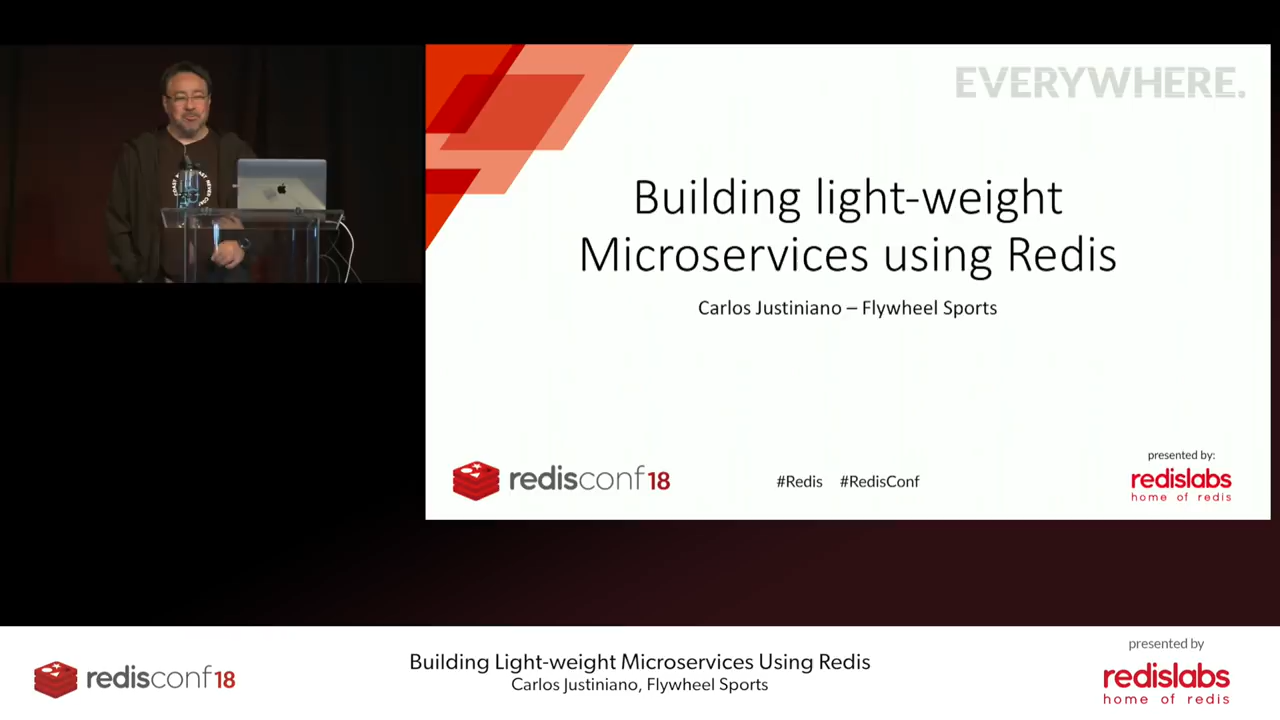 EVERYWHERE.
Building light-weight
Microservices using Redis
Carlos Justiniano – Flywheel Sports
redisconf18
#Redis #RedisConf
presented by:
redislabs
home of redis
redisconf18
Building Light-weight Microservices Using Redis
Carlos Justiniano, Flywheel Sports
presented by
redislabs
home of redis